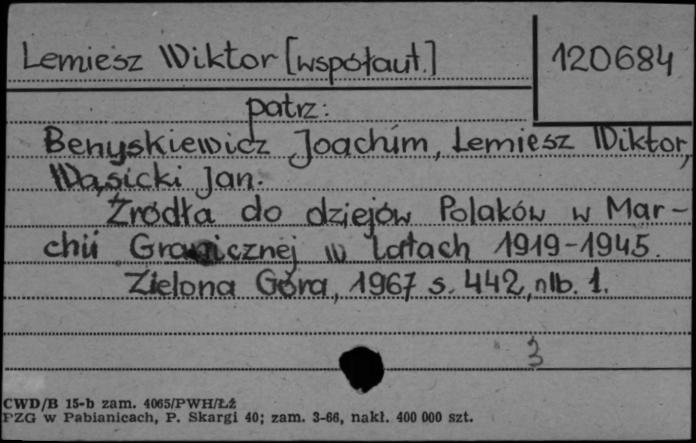 Lemiesz Wiktor [współaut.]
120684
patrz:
Benyskiewicz Joachim, Lemiesz Wiktor,
Wąsicki Jan.
Źródła do dziejów Polaków w Mar-
chii Granicznej w latach 1919-1945.
Zielona Góra, 1967 s. 442, nlb. 1.
3
CWD/B 15-b zam. 4065/PWH/ŁŻ
PZG w Pabianicach, P. Skargi 40; zam. 3-66, nakł. 400 000 szt.